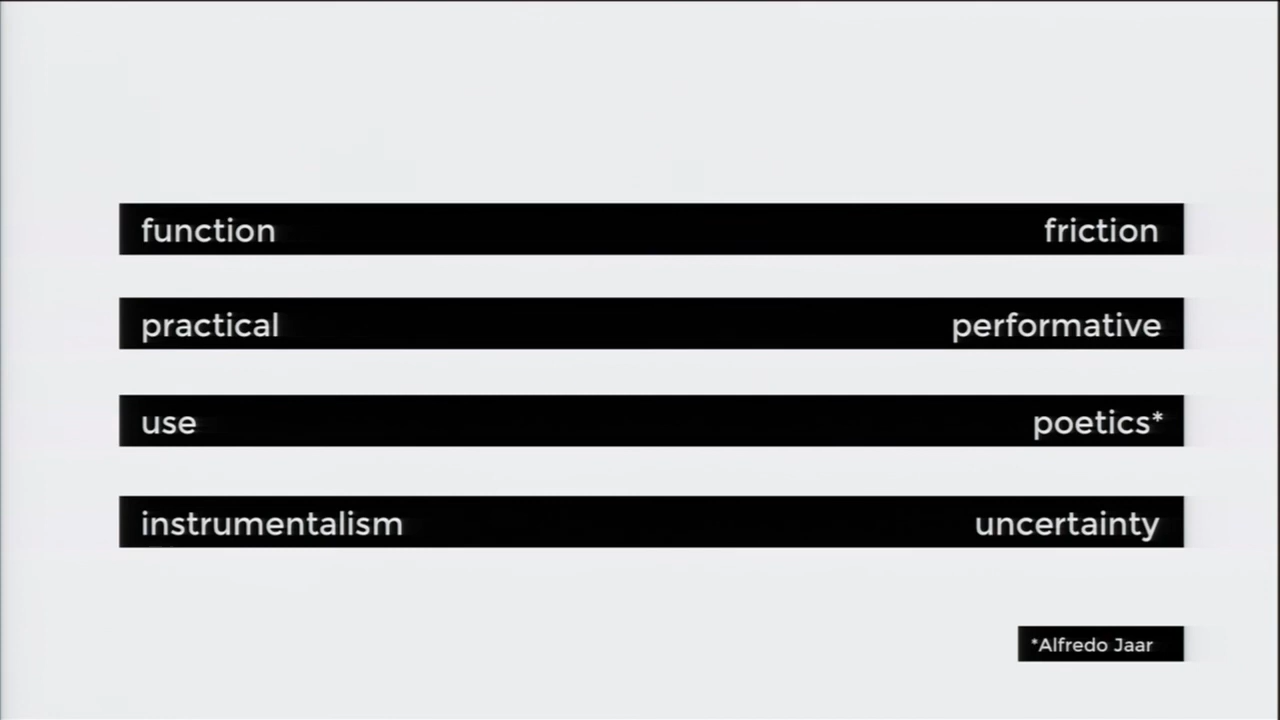 function friction
practical performative
use poetics*
instrumentalism uncertainty
*Alfredo Jaar